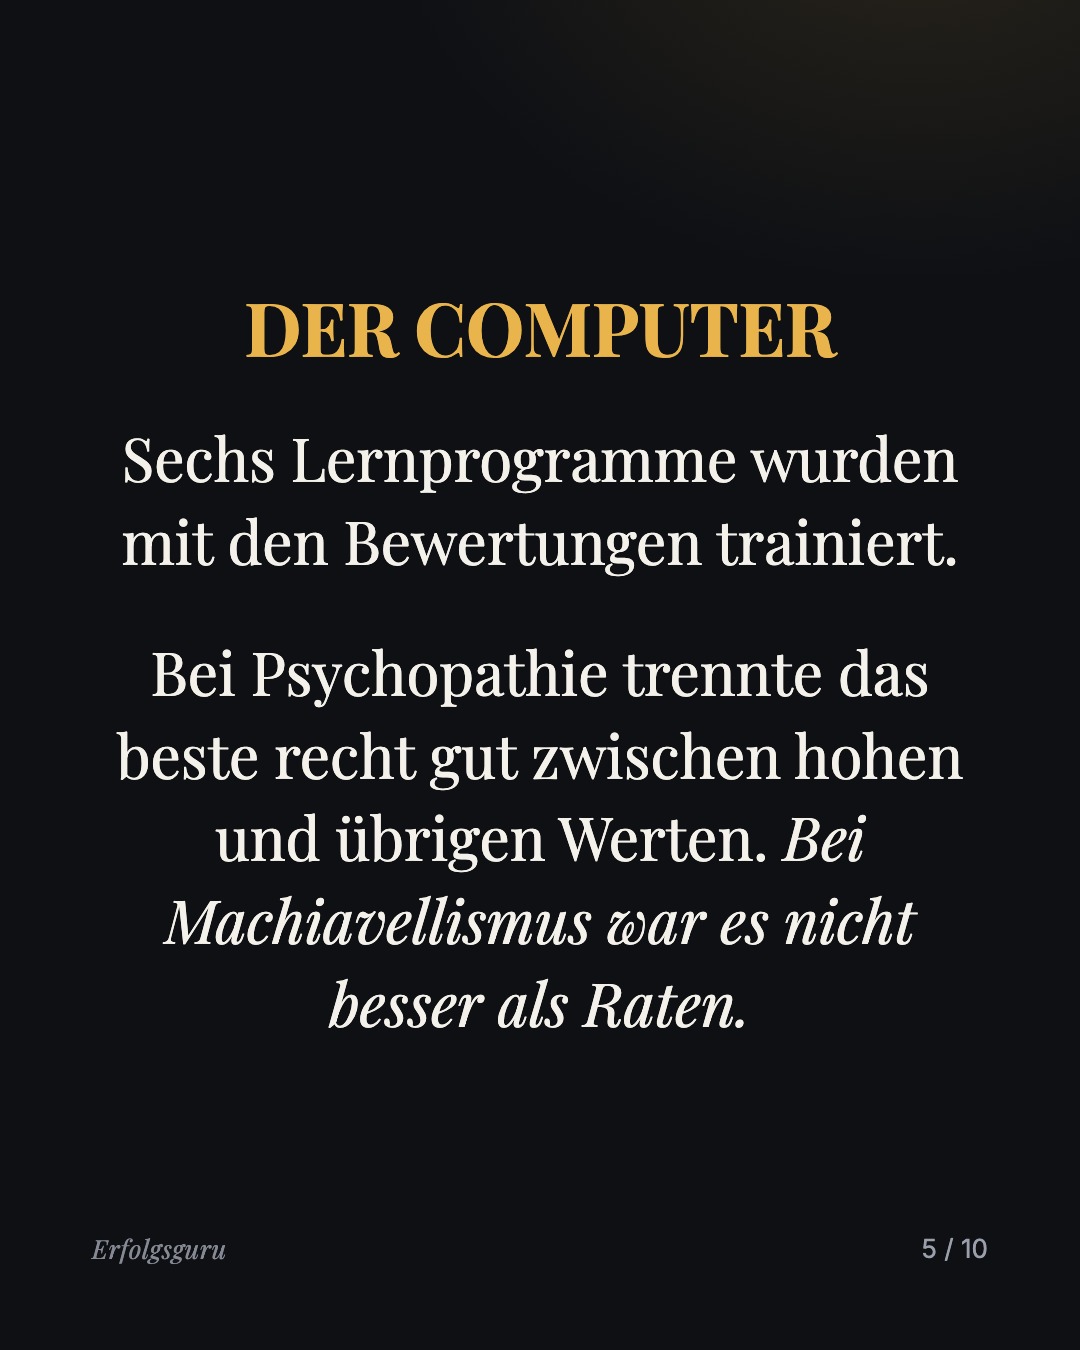 DER COMPUTER
Sechs Lernprogramme wurden
mit den Bewertungen trainiert.
Bei Psychopathie trennte das
beste recht gut zwischen hohen
und übrigen Werten. Bei
Machiavellismus war es nicht
besser als Raten.
Erfolgsguru
5 / 10